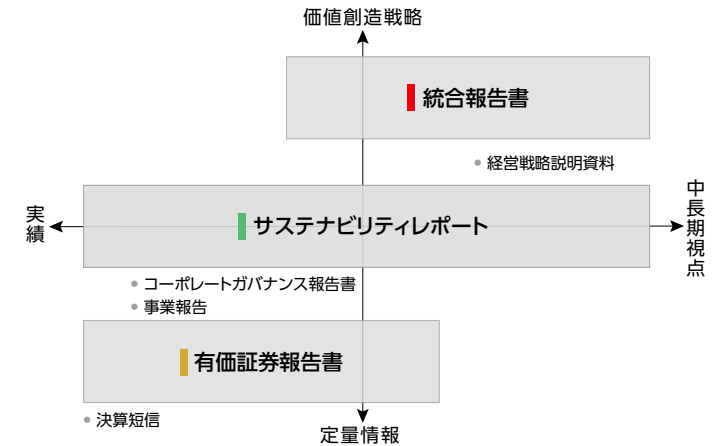 価値創造戦略
統合報告書
経営戦略説明資料
実績
サステナビリティレポート
中長期視点
コーポレートガバナンス報告書
事業報告
有価証券報告書
決算短信
定量情報